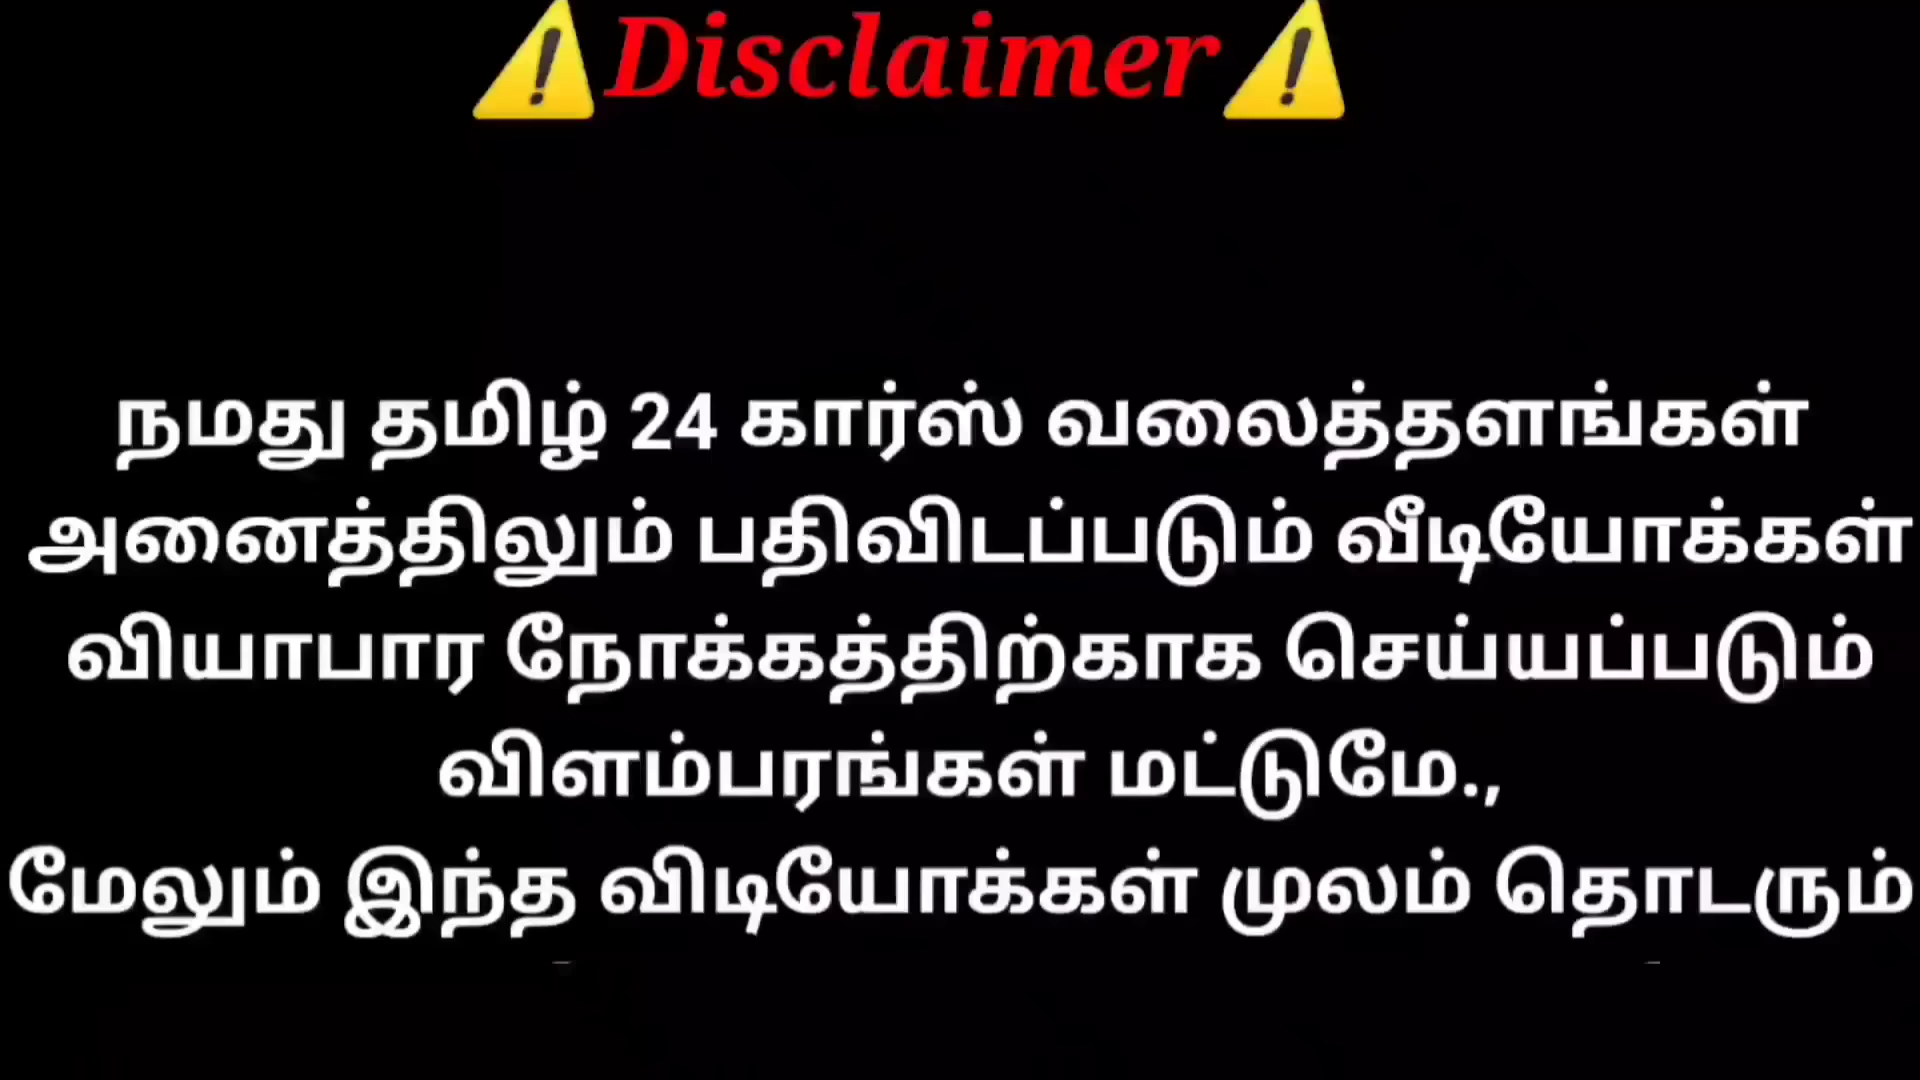 ⚠️Disclaimer⚠️
நமது தமிழ் 24 கார்ஸ் வலைத்தளங்கள்
அனைத்திலும் பதிவிடப்படும் வீடியோக்கள்
வியாபார நோக்கத்திற்காக செய்யப்படும்
விளம்பரங்கள் மட்டுமே.,
மேலும் இந்த விடியோக்கள் முலம் தொடரும்